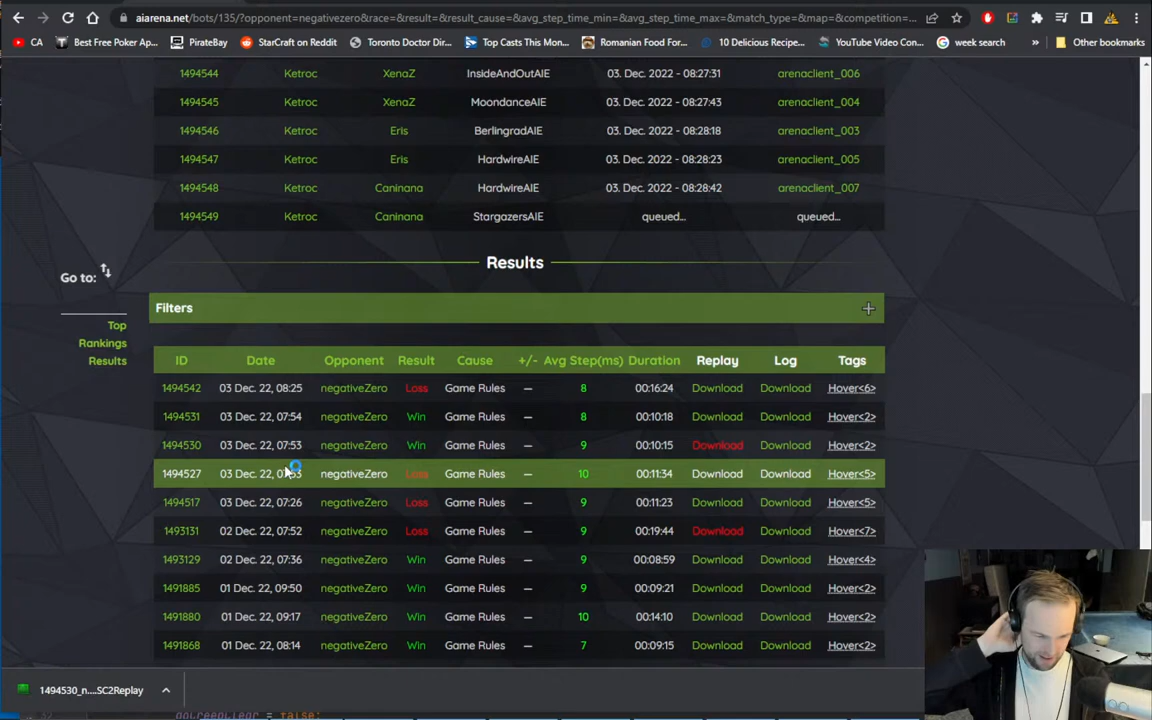 aiarena.net/bots/135/?opponent=negativezero&race=&result=&result_cause=&avg_step_time_min=&avg_step_time_max=&match_type=&map=&competition=...
CA Best Free Poker Ap... PirateBay StarCraft on Reddit Toronto Doctor Dir... Top Casts This Mon... Romanian Food For... 10 Delicious Recipe... YouTube Video Con... week search » Other bookmarks
1494544 Ketroc XenaZ InsideAndOutAIE 03. Dec. 2022 - 08:27:31 arenaclient_006
1494545 Ketroc XenaZ MoondanceAIE 03. Dec. 2022 - 08:27:43 arenaclient_004
1494546 Ketroc Eris BerlingradAIE 03. Dec. 2022 - 08:28:18 arenaclient_003
1494547 Ketroc Eris HardwireAIE 03. Dec. 2022 - 08:28:23 arenaclient_005
1494548 Ketroc Caninana HardwireAIE 03. Dec. 2022 - 08:28:42 arenaclient_007
1494549 Ketroc Caninana StargazersAIE queued... queued...
Results
Go to:
Top
Rankings
Results
Filters +
ID Date Opponent Result Cause +/- Avg Step(ms) Duration Replay Log Tags
1494542 03 Dec. 22, 08:25 negativeZero Loss Game Rules — 8 00:16:24 Download Download Hover<6>
1494531 03 Dec. 22, 07:54 negativeZero Win Game Rules — 8 00:10:18 Download Download Hover<2>
1494530 03 Dec. 22, 07:53 negativeZero Win Game Rules — 9 00:10:15 Download Download Hover<2>
1494527 03 Dec. 22, 07:53 negativeZero Loss Game Rules — 10 00:11:34 Download Download Hover<5>
1494517 03 Dec. 22, 07:26 negativeZero Loss Game Rules — 9 00:11:23 Download Download Hover<5>
1493131 02 Dec. 22, 07:52 negativeZero Loss Game Rules — 9 00:19:44 Download Download Hover<7>
1493129 02 Dec. 22, 07:36 negativeZero Win Game Rules — 9 00:08:59 Download Download Hover<4>
1491885 01 Dec. 22, 09:50 negativeZero Win Game Rules — 9 00:09:21 Download Download Hover<2>
1491880 01 Dec. 22, 09:17 negativeZero Win Game Rules — 10 00:14:10 Download Download Hover<2>
1491868 01 Dec. 22, 08:14 negativeZero Win Game Rules — 7 00:09:15 Download Download Hover<2>
1494530_n....SC2Replay